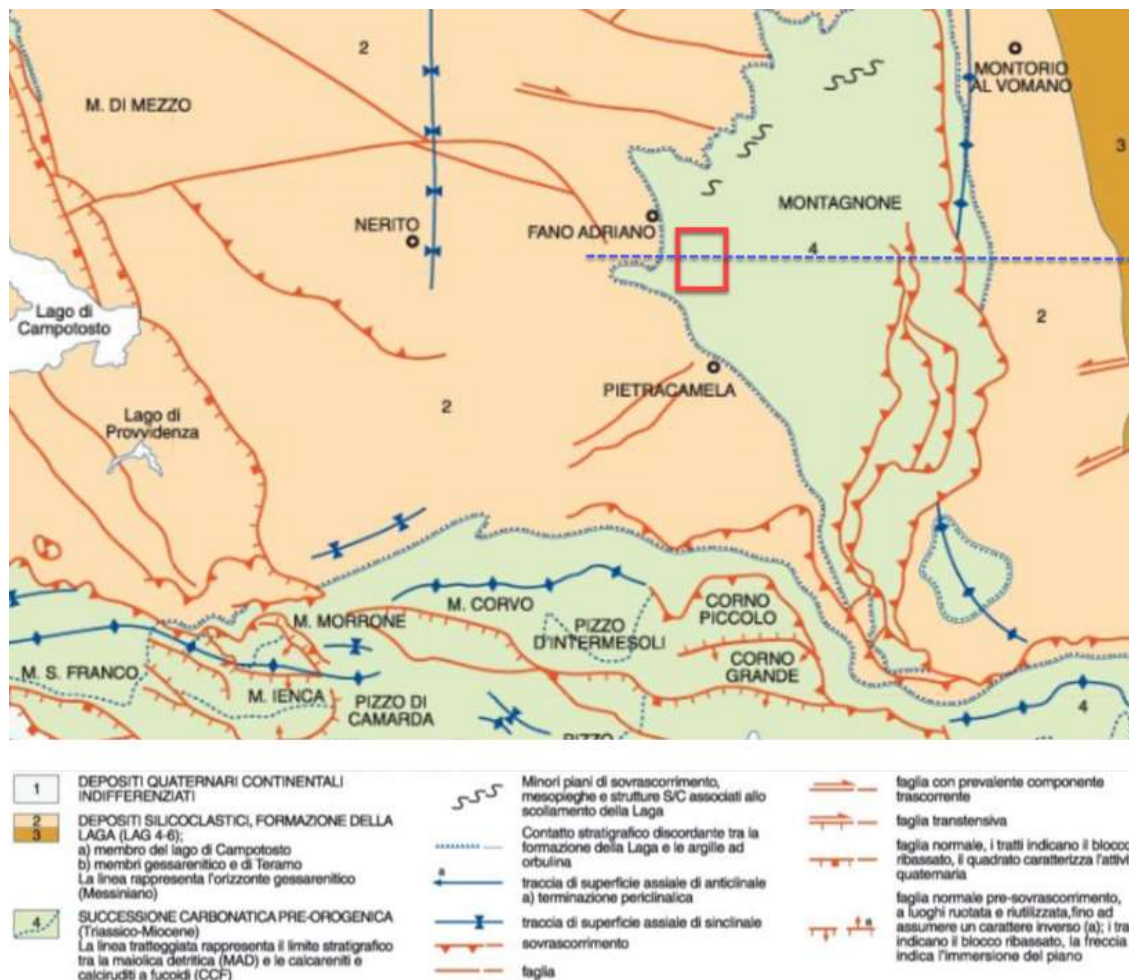 2
M. DI MEZZO
MONTORIO
AL VOMANO
3
MONTAGNONE
NERITO
FANO ADRIANO
4
Lago di
Campotosto
2
PIETRACAMELA
2
Lago di
Provvidenza
M. CORVO
CORNO
PICCOLO
M. MORRONE
PIZZO
D'INTERMESOLI
CORNO
GRANDE
M. S. FRANCO
M. IENCA
PIZZO DI
CAMARDA
4
1
DEPOSITI QUATERNARI CONTINENTALI
INDIFFERENZIATI
2
3
DEPOSITI SILICOCLASTICI, FORMAZIONE DELLA
LAGA (LAG 4-6);
a) membro del lago di Campotosto
b) membri gessarenitico e di Teramo
La linea rappresenta l'orizzonte gessarenitico
(Messiniano)
4
SUCCESSIONE CARBONATICA PRE-OROGENICA
(Triassico-Miocene)
La linea tratteggiata rappresenta il limite stratigrafico
tra la maiolica detritica (MAD) e le calcareniti e
calciruditi a fucoidi (CCF)
Minori piani di sovrascorrimento,
mesopieghe e strutture S/C associati allo
scollamento della Laga
Contatto stratigrafico discordante tra la
formazione della Laga e le argille ad
orbulina
a
traccia di superficie assiale di anticlinale
a) terminazione periclinalica
traccia di superficie assiale di sinclinale
sovrascorrimento
faglia
faglia con prevalente componente
trascorrente
faglia transtensiva
faglia normale, i tratti indicano il blocco
ribassato, il quadrato caratterizza l'attivi
quaternaria
a
faglia normale pre-sovrascorrimento,
a luoghi ruotata e riutilizzata,fino ad
assumere un carattere inverso (a); i tra
indicano il blocco ribassato, la freccia
indica l'immersione del piano